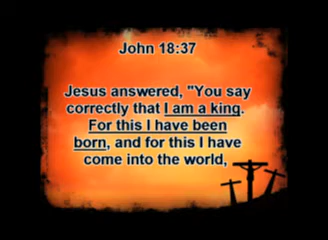 John 18:37
Jesus answered, "You say
correctly that I am a king.
For this I have been
born, and for this I have
come into the world,